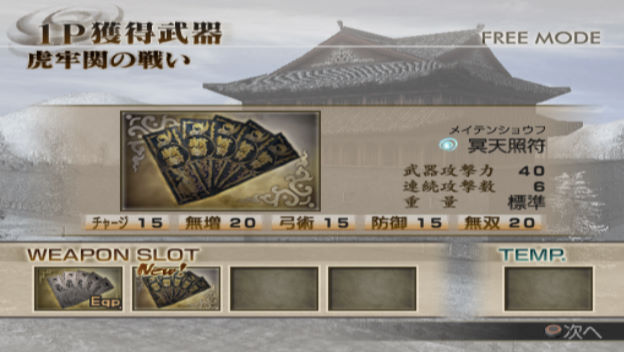 1P獲得武器
FREE MODE
虎牢関の戦い
メイテンショウフ
冥天照符
武器攻撃力 40
連続攻撃数 6
重量 標準
チャージ 15 無増 20 弓術 15 防御 15 無双 20
WEAPON SLOT
TEMP.
New!
Eqp.
次へ